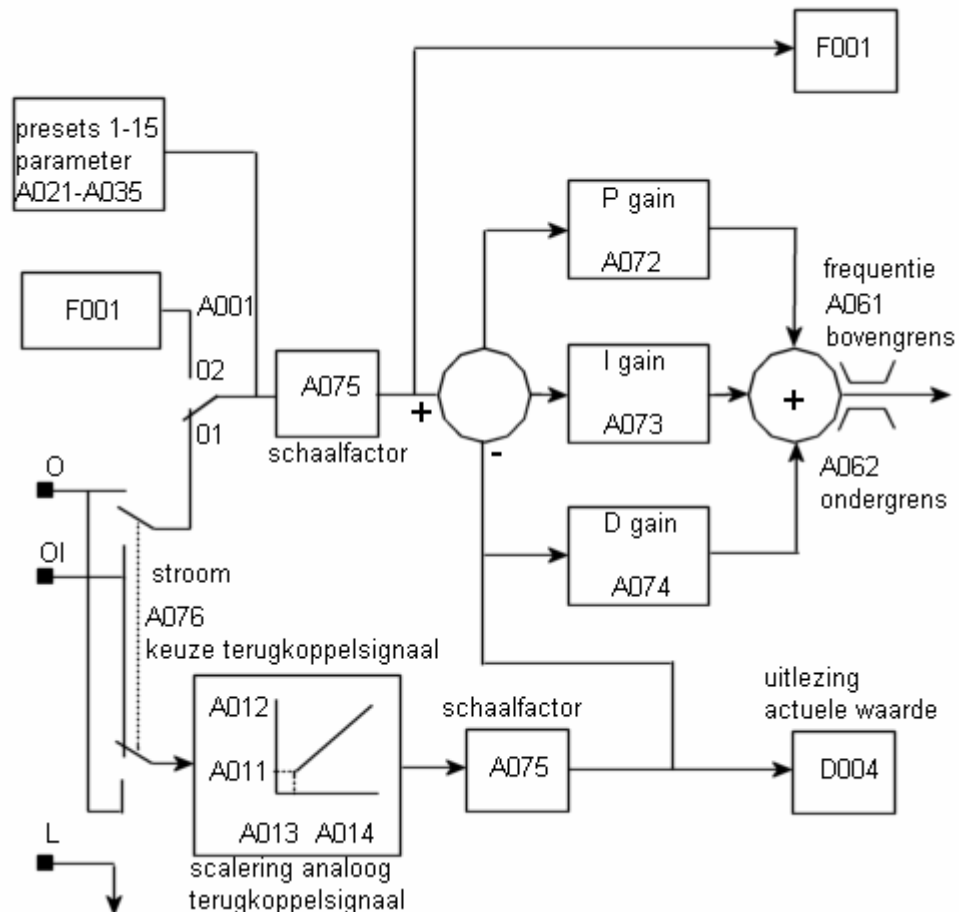 F001
presets 1-15
parameter
A021-A035
P gain
A072
F001
A001
frequentie
A061
bovengrens
02
A075
+
I gain
A073
+
01
schaalfactor
-
A062
ondergrens
O
D gain
A074
OI
stroom
A076
keuze terugkoppelsignaal
A012
A011
A013 A014
schaalfactor
A075
uitlezing
actuele waarde
D004
L
scalering analoog
terugkoppelsignaal